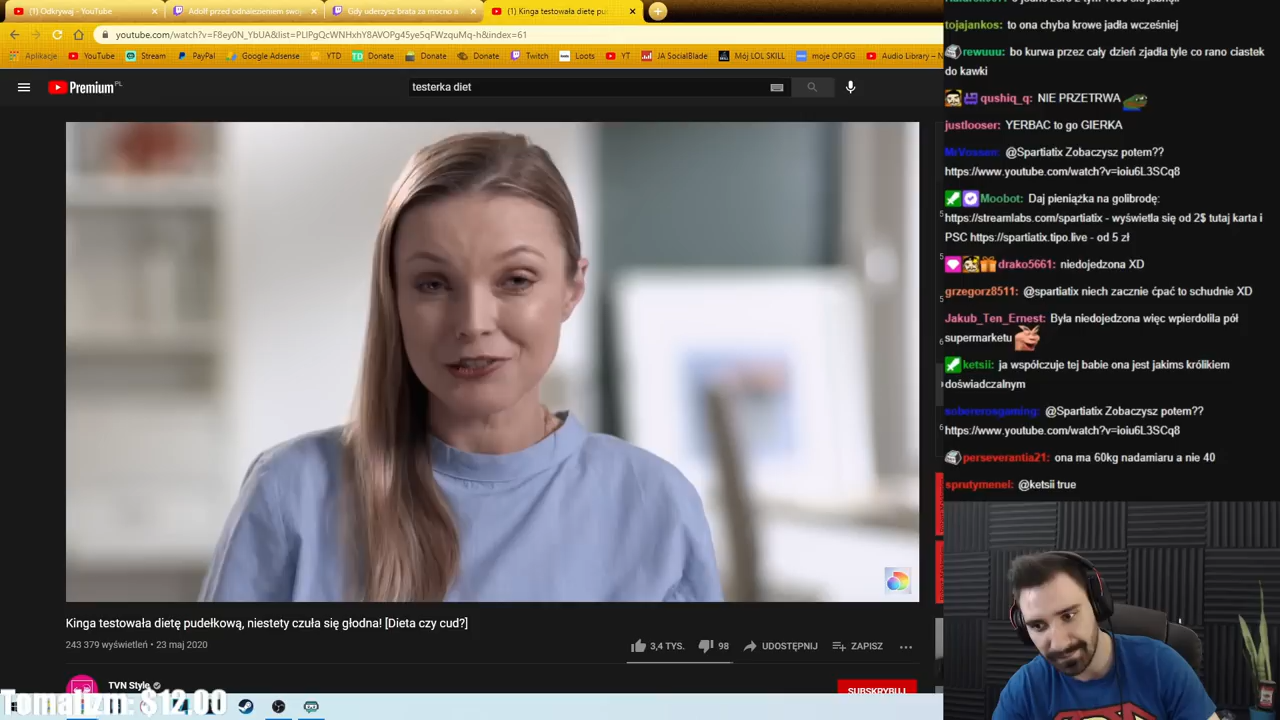 (1) Odkrywaj - YouTube
Adolf przed odnalezieniem swoj
Gdy uderzysz brata za mocno a
(1) Kinga testowała dietę pu
youtube.com/watch?v=F8ey0N_YbUA&list=PLIPgQcWNHxhY8AVOPg45ye5qFWzquMq-h&index=61
Aplikacje YouTube Stream PayPal Google Adsense YTD Donate Donate Donate Twitch Loots YT JA SocialBlade Mój LOL SKILL moje OP.GG Audio Library – N
Premium PL
testerka diet
Kinga testowała dietę pudełkową, niestety czuła się głodna! [Dieta czy cud?]
243 379 wyświetleń • 23 maj 2020
3,4 TYS. 98 UDOSTĘPNIJ ZAPISZ
TVN Style
SUBSKRYBUJ
$12.00
tojajankos: to ona chyba krowe jadła wcześniej
rewuuu: bo kurwa przez cały dzień zjadła tyle co rano ciastek
do kawki
qushiq_q: NIE PRZETRWA
justlooser: YERBAC to go GIERKA
MrVossen: @Spartiatix Zobaczysz potem??
https://www.youtube.com/watch?v=ioiu6L3SCq8
Moobot: Daj pieniążka na golibrodę:
https://streamlabs.com/spartiatix - wyświetla się od 2$ tutaj karta i
PSC https://spartiatix.tipo.live - od 5 zł
drako5661: niedojedzona XD
grzegorz8511: @spartiatix niech zacznie ćpać to schudnie XD
Jakub_Ten_Ernest: Była niedojedzona więc wpierdolila pół
supermarketu
ketsii: ja współczuje tej babie ona jest jakims królikiem
doświadczalnym
sobererosgaming: @Spartiatix Zobaczysz potem??
https://www.youtube.com/watch?v=ioiu6L3SCq8
perseverantia21: ona ma 60kg nadamiaru a nie 40
sprutymenel: @ketsii true